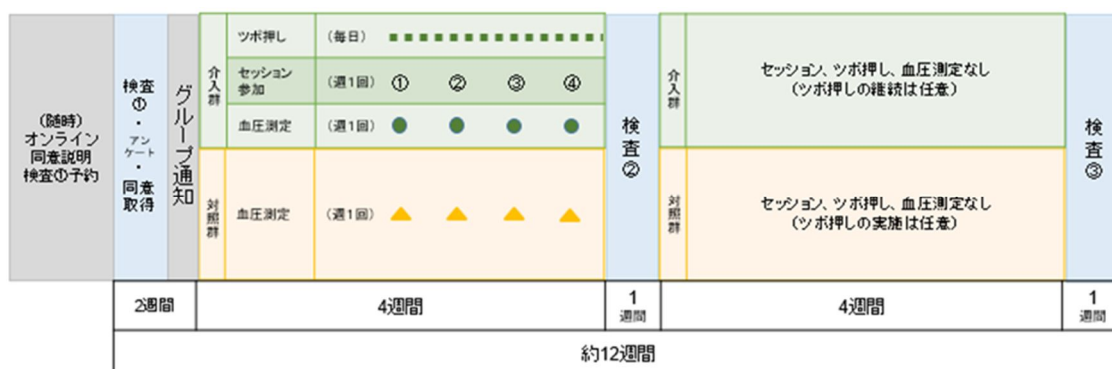 (随時)
オンライン
同意説明
検査①予約
検査
①
・
アン
ケート
・
同意
取得
グループ通知
介入群
ツボ押し
(毎日)
セッション
参加
(週1回)
①
②
③
④
血圧測定
(週1回)
対照群
血圧測定
(週1回)
検査②
介入群
セッション、ツボ押し、血圧測定なし
(ツボ押しの継続は任意)
対照群
セッション、ツボ押し、血圧測定なし
(ツボ押しの実施は任意)
検査③
2週間
4週間
1
週間
4週間
1
週間
約12週間